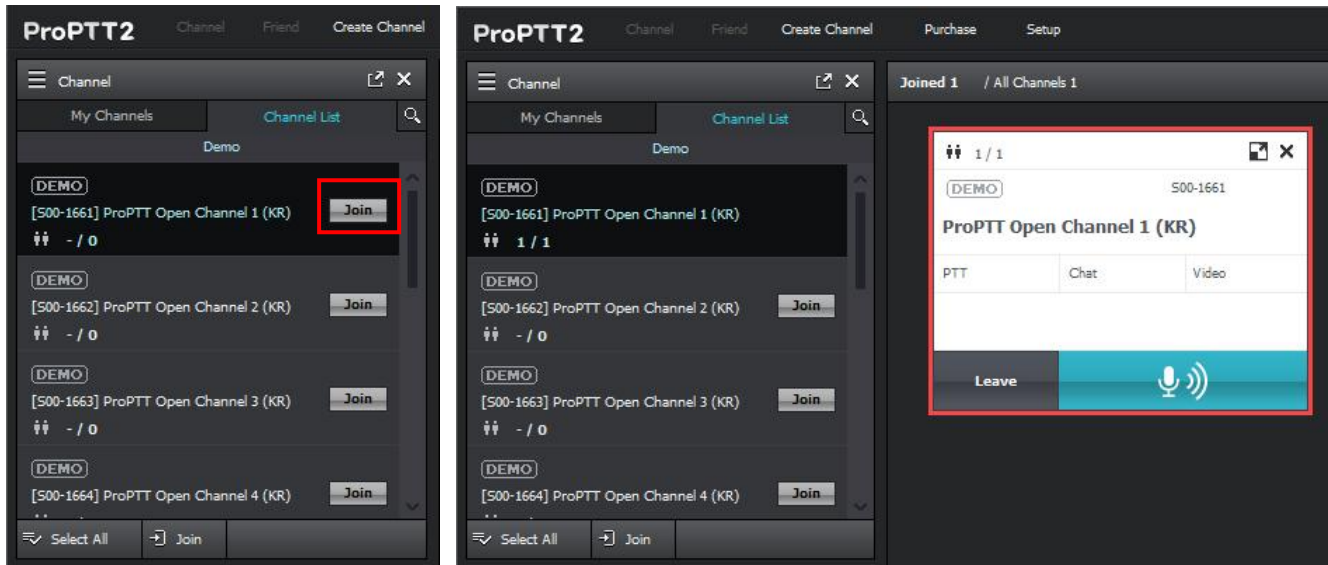 ProPTT2 Channel Friend Create Channel
Channel
My Channels Channel List
Demo
DEMO
[S00-1661] ProPTT Open Channel 1 (KR) Join
- / 0
DEMO
[S00-1662] ProPTT Open Channel 2 (KR) Join
- / 0
DEMO
[S00-1663] ProPTT Open Channel 3 (KR) Join
- / 0
DEMO
[S00-1664] ProPTT Open Channel 4 (KR) Join
Select All Join
ProPTT2 Channel Friend Create Channel Purchase Setup
Channel
My Channels Channel List
Demo
DEMO
[S00-1661] ProPTT Open Channel 1 (KR)
1 / 1
DEMO
[S00-1662] ProPTT Open Channel 2 (KR) Join
- / 0
DEMO
[S00-1663] ProPTT Open Channel 3 (KR) Join
- / 0
DEMO
[S00-1664] ProPTT Open Channel 4 (KR) Join
Select All Join
Joined 1 / All Channels 1
1 / 1
DEMO S00-1661
ProPTT Open Channel 1 (KR)
PTT Chat Video
Leave